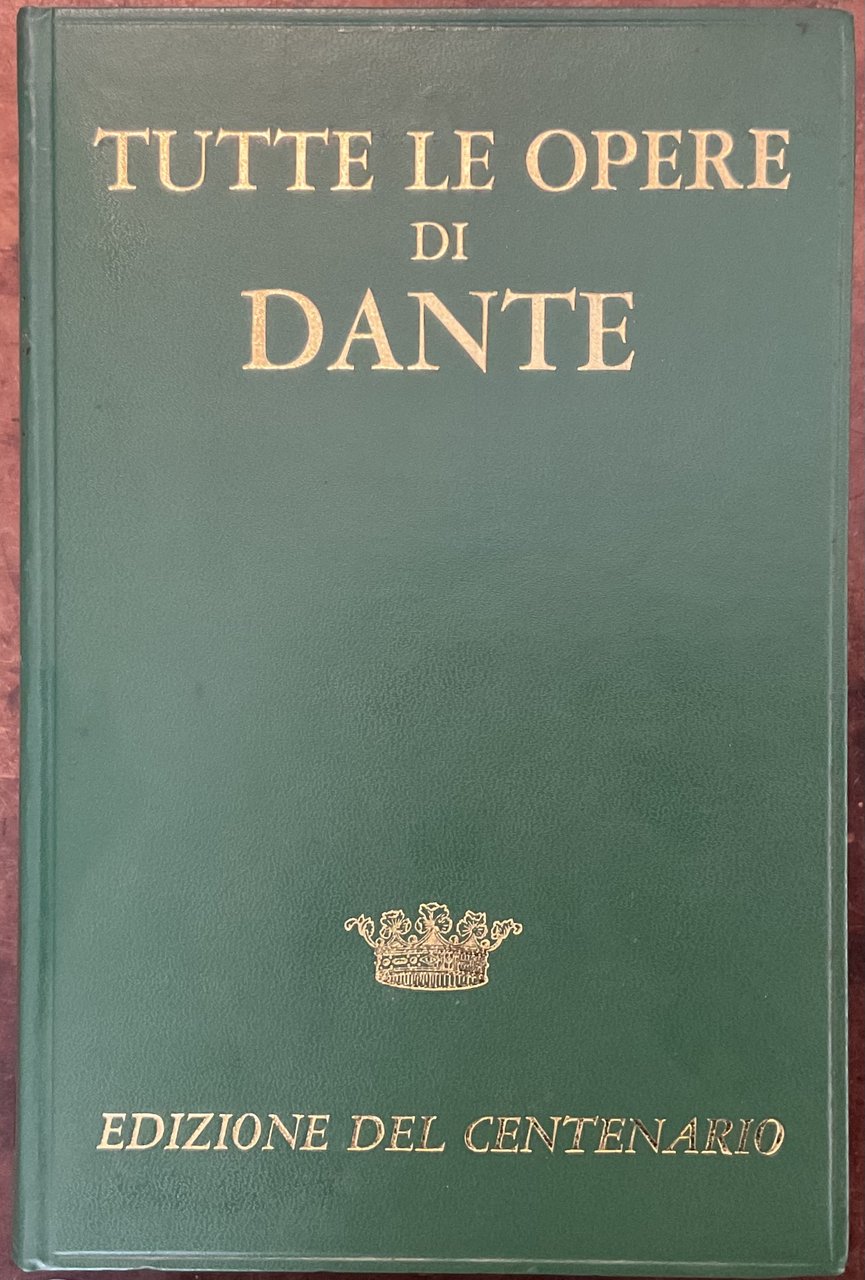 TUTTE LE OPERE
DI
DANTE
EDIZIONE DEL CENTENARIO